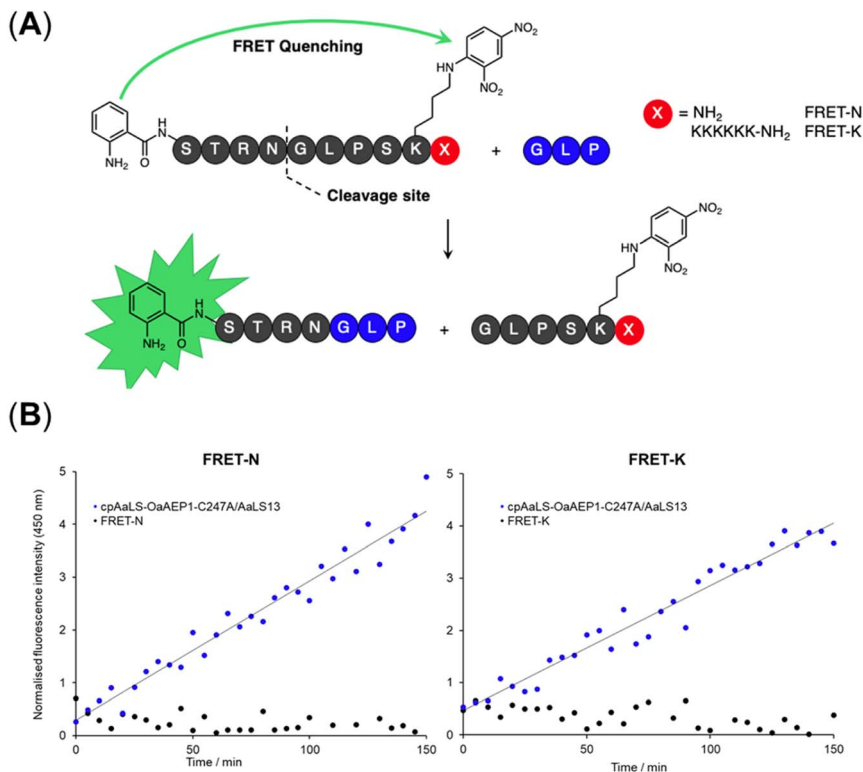 (A)
FRET Quenching
NO₂
HN
NO₂
H
N
O
NH₂
S T R N G L P S K X + G L P
X = NH₂ FRET-N
KKKKKK-NH₂ FRET-K
Cleavage site
NO₂
HN
NO₂
H
N
O
NH₂
S T R N G L P + G L P S K X
(B)
FRET-N
Normalised fluorescence intensity (450 nm)
5
4
3
2
1
0
cpAaLS-OaAEP1-C247A/AaLS13
FRET-N
0 50 100 150
Time / min
FRET-K
5
4
3
2
1
0
cpAaLS-OaAEP1-C247A/AaLS13
FRET-K
0 50 100 150
Time / min